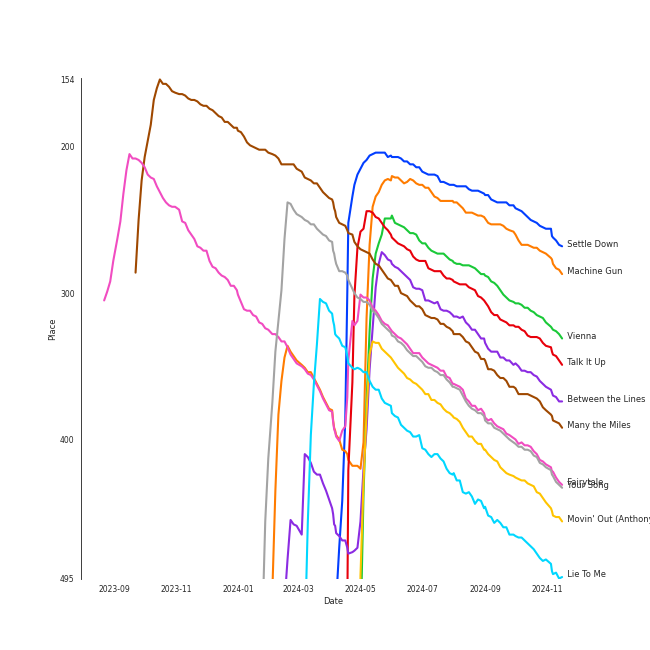 154
200
300
400
495
Place
2023-09
2023-11
2024-01
2024-03
2024-05
2024-07
2024-09
2024-11
Date
Settle Down
Machine Gun
Vienna
Talk It Up
Between the Lines
Many the Miles
Fairytale
Your Song
Movin' Out (Anthony
Lie To Me